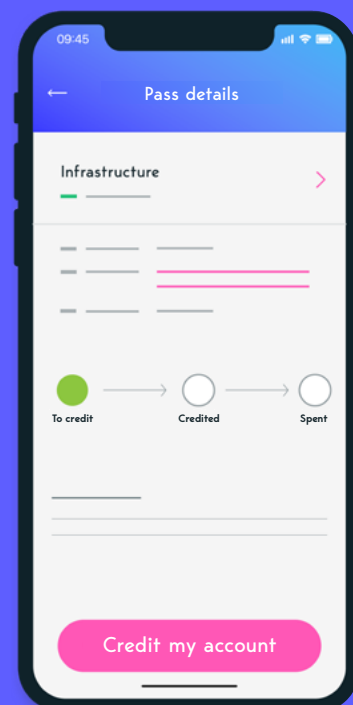 09:45
Pass details
Infrastructure
To credit
Credited
Spent
Credit my account